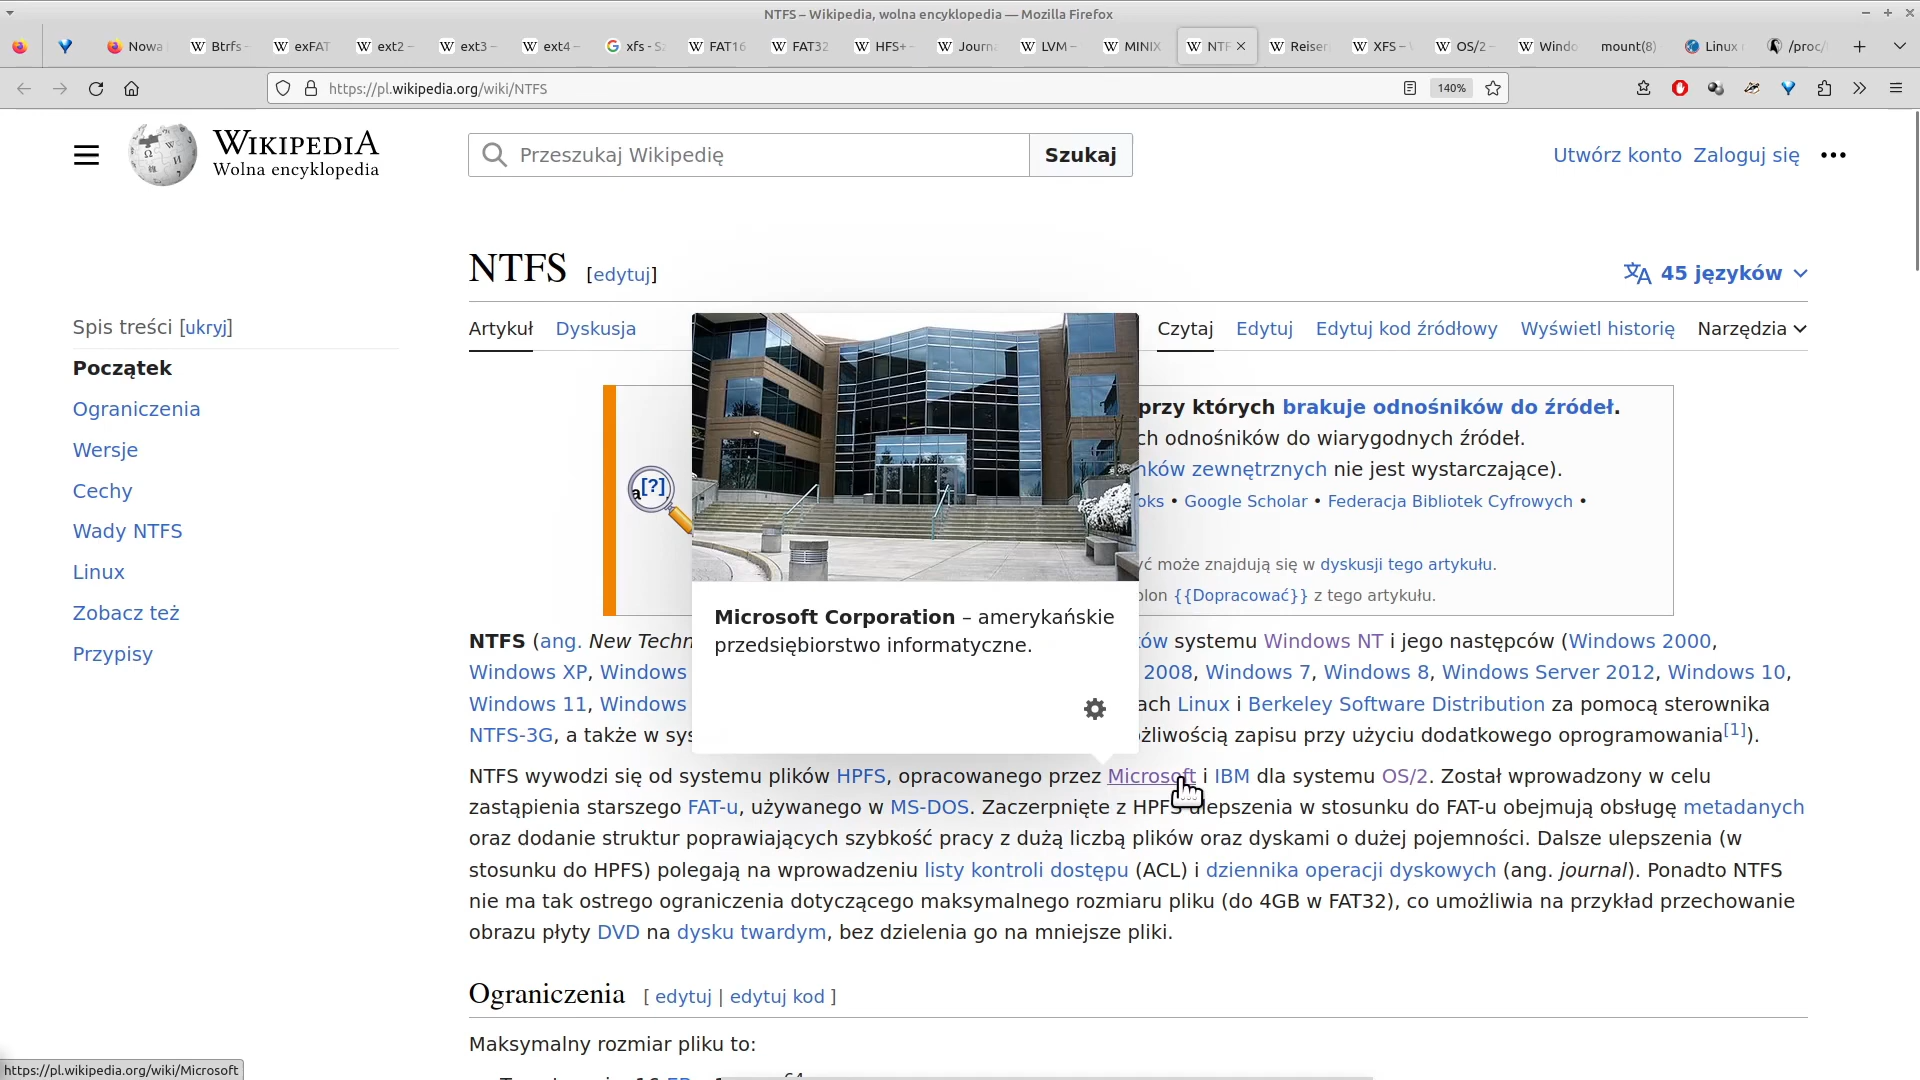 NTFS – Wikipedia, wolna encyklopedia — Mozilla Firefox
Nowa
Btrfs
exFAT
ext2 –
ext3 –
ext4 –
xfs - Sz
FAT16
FAT32
HFS+ –
Journa
LVM –
MINIX
NTF
Reiser
XFS –
OS/2 –
Windo
mount(8)
Linux
/proc/
https://pl.wikipedia.org/wiki/NTFS
140%
WIKIPEDIA
Wolna encyklopedia
Przeszukaj Wikipedię
Szukaj
Utwórz konto Zaloguj się
NTFS [edytuj]
45 języków
Artykuł Dyskusja
Czytaj Edytuj Edytuj kod źródłowy Wyświetl historię Narzędzia
Spis treści [ukryj]
Początek
Ograniczenia
Wersje
Cechy
Wady NTFS
Linux
Zobacz też
Przypisy
a[?]
przy których brakuje odnośników do źródeł.
ch odnośników do wiarygodnych źródeł.
nków zewnętrznych nie jest wystarczające).
oks • Google Scholar • Federacja Bibliotek Cyfrowych •
yć może znajdują się w dyskusji tego artykułu.
blon {{Dopracować}} z tego artykułu.
Microsoft Corporation – amerykańskie
przedsiębiorstwo informatyczne.
NTFS (ang. New Techn ów systemu Windows NT i jego następców (Windows 2000,
Windows XP, Windows 2008, Windows 7, Windows 8, Windows Server 2012, Windows 10,
Windows 11, Windows ach Linux i Berkeley Software Distribution za pomocą sterownika
NTFS-3G, a także w sys żliwością zapisu przy użyciu dodatkowego oprogramowania[1]).
NTFS wywodzi się od systemu plików HPFS, opracowanego przez Microsoft i IBM dla systemu OS/2. Został wprowadzony w celu
zastąpienia starszego FAT-u, używanego w MS-DOS. Zaczerpnięte z HPFS ulepszenia w stosunku do FAT-u obejmują obsługę metadanych
oraz dodanie struktur poprawiających szybkość pracy z dużą liczbą plików oraz dyskami o dużej pojemności. Dalsze ulepszenia (w
stosunku do HPFS) polegają na wprowadzeniu listy kontroli dostępu (ACL) i dziennika operacji dyskowych (ang. journal). Ponadto NTFS
nie ma tak ostrego ograniczenia dotyczącego maksymalnego rozmiaru pliku (do 4GB w FAT32), co umożliwia na przykład przechowanie
obrazu płyty DVD na dysku twardym, bez dzielenia go na mniejsze pliki.
Ograniczenia [ edytuj | edytuj kod ]
Maksymalny rozmiar pliku to:
https://pl.wikipedia.org/wiki/Microsoft